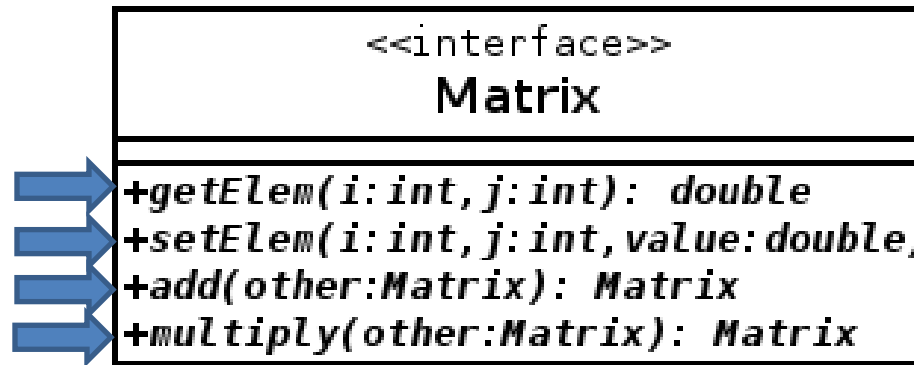 <<interface>>
Matrix
+getElem(i:int,j:int): double
+setElem(i:int,j:int,value:double,
+add(other:Matrix): Matrix
+multiply(other:Matrix): Matrix